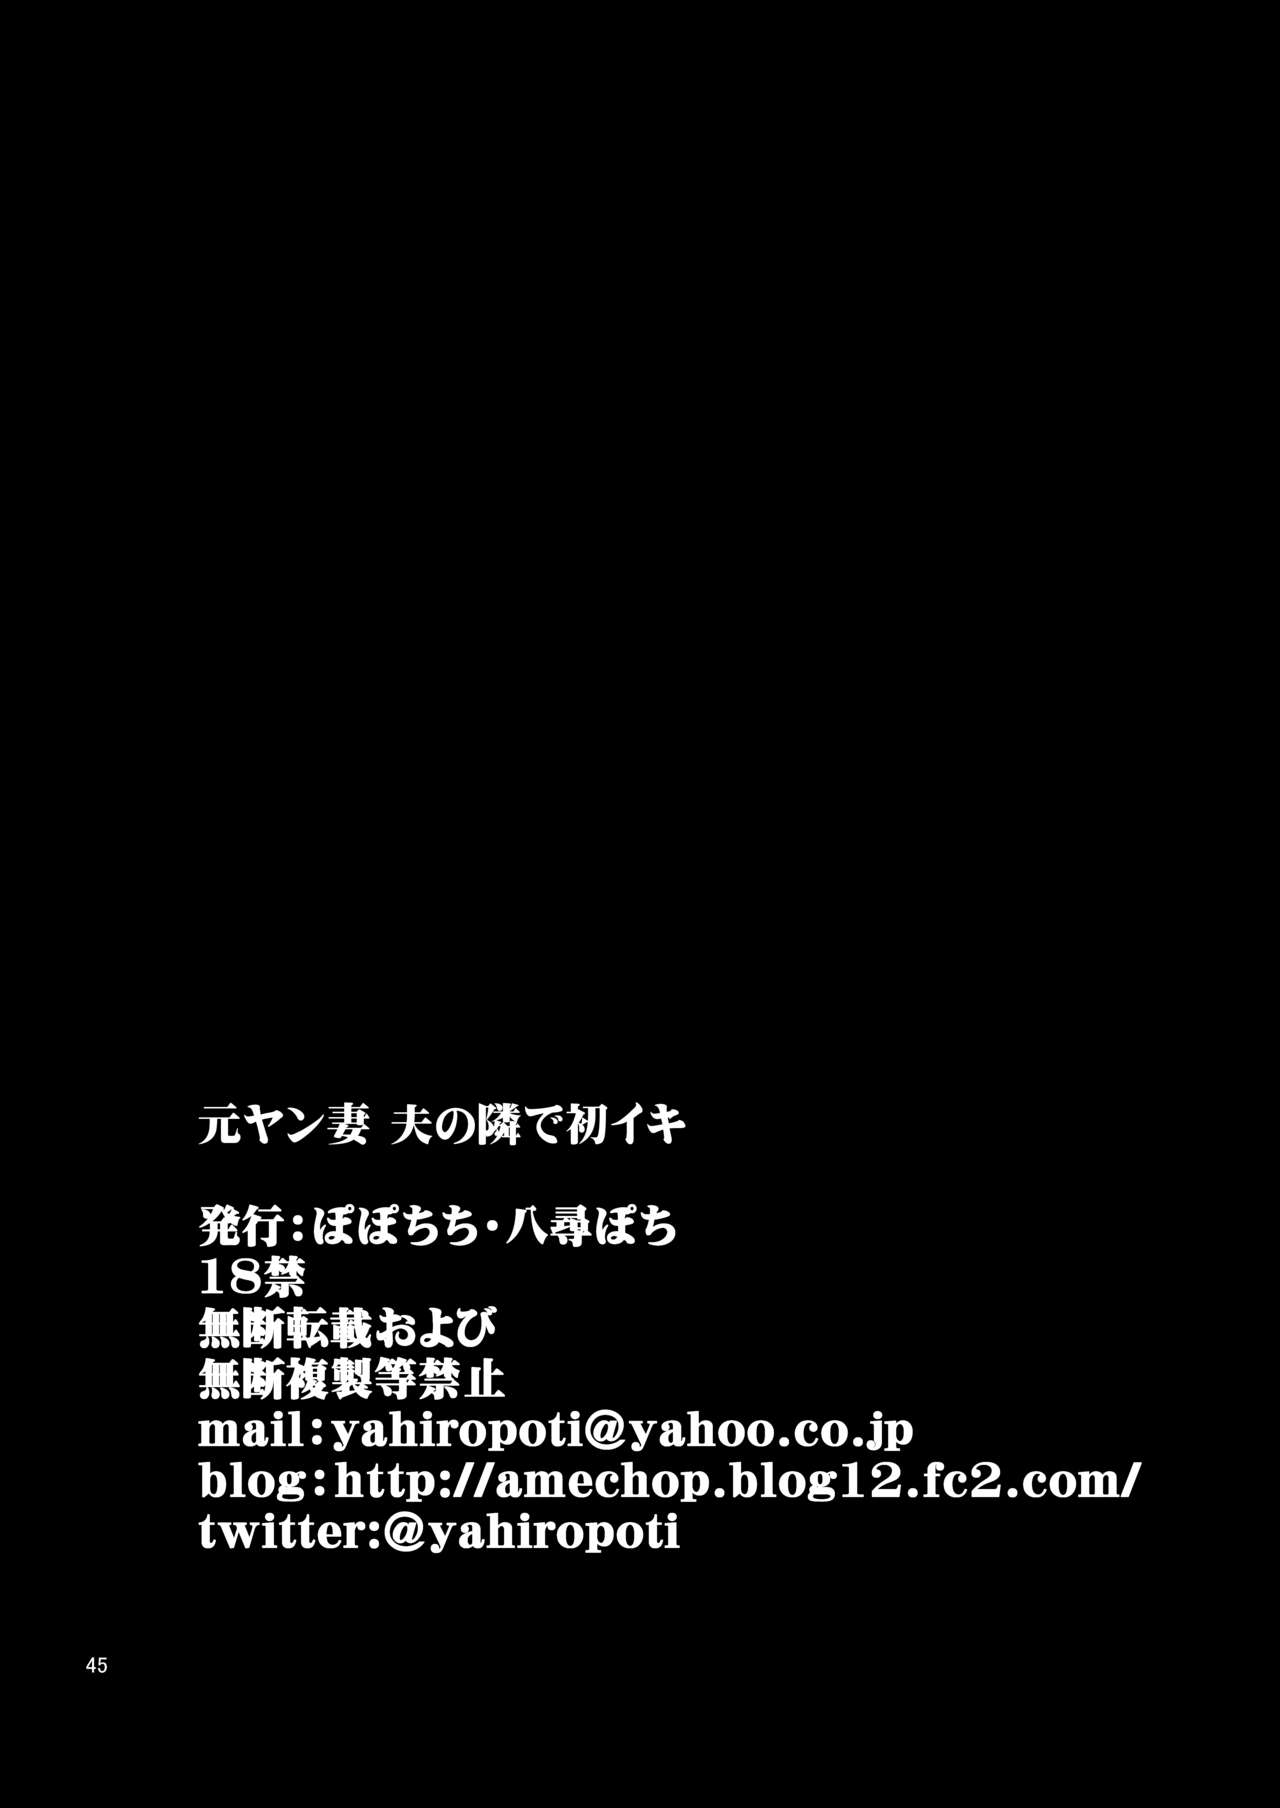 元ヤン妻 夫の隣で初イキ
発行：ぽぽちち・八尋ぽち
18禁
無断転載および
無断複製等禁止
mail:yahiropoti@yahoo.co.jp
blog:http://amechop.blog12.fc2.com/
twitter:@yahiropoti
45